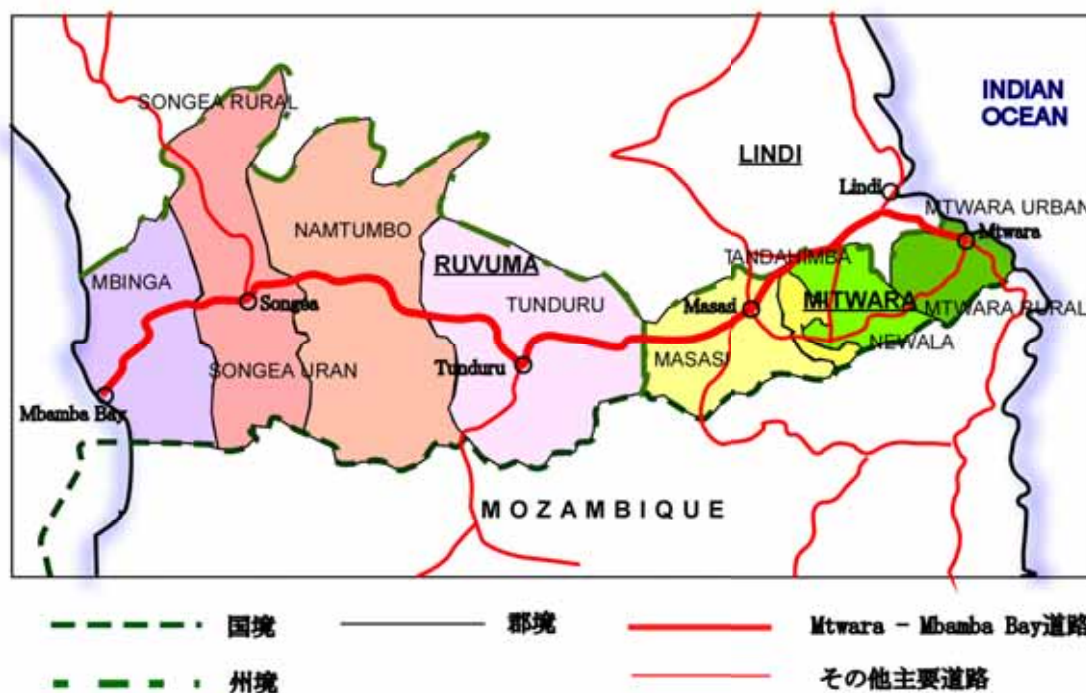 SONGEA RURAL
INDIAN
OCEAN
LINDI
Lindi
MTWARA URBAN
NAMTUMBO
Mtwara
RUVUMA
TANDAHIMBA
MBINGA
Songea
TUNDURU
Masasi
MITWARA
MTWARA RURAL
NEWALA
MASASI
SONGEA URAN
Tunduru
Mbamba Bay
MOZAMBIQUE
国境
郡境
Mtwara - Mbamba Bay道路
州境
その他主要道路